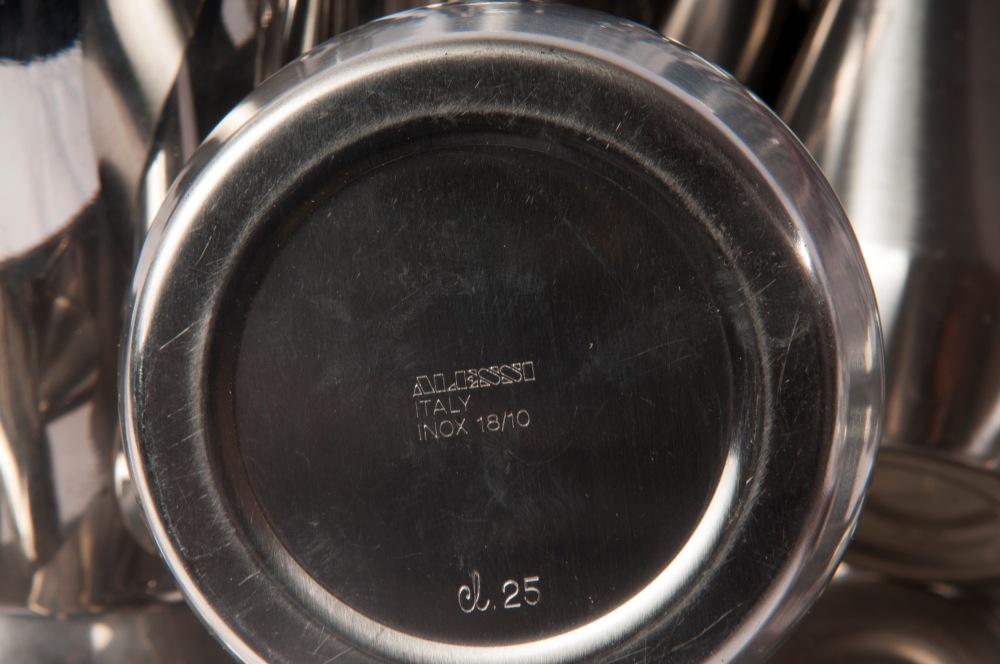 ALESSI
ITALY
INOX 18/10
cl. 25